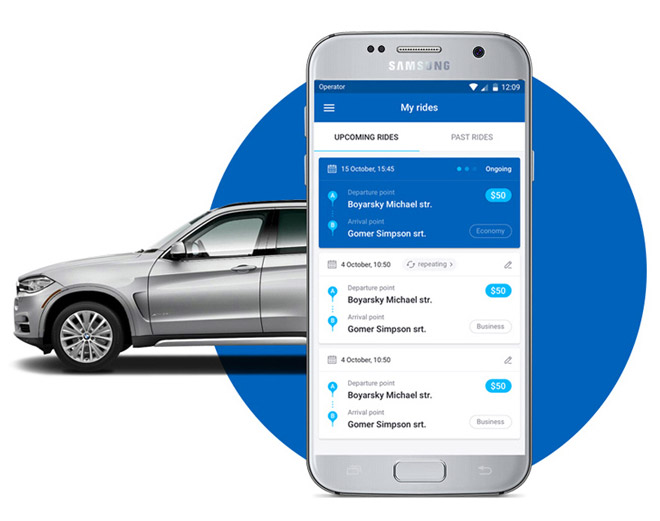 SAMSUNG
Operator 12:09
My rides
UPCOMING RIDES PAST RIDES
15 October, 15:45 Ongoing
A Departure point
Boyarsky Michael str. $50
B Arrival point
Gomer Simpson srt. Economy
4 October, 10:50 repeating >
A Departure point
Boyarsky Michael str. $50
B Arrival point
Gomer Simpson srt. Business
4 October, 10:50
A Departure point
Boyarsky Michael str. $50
B Arrival point
Gomer Simpson srt. Business